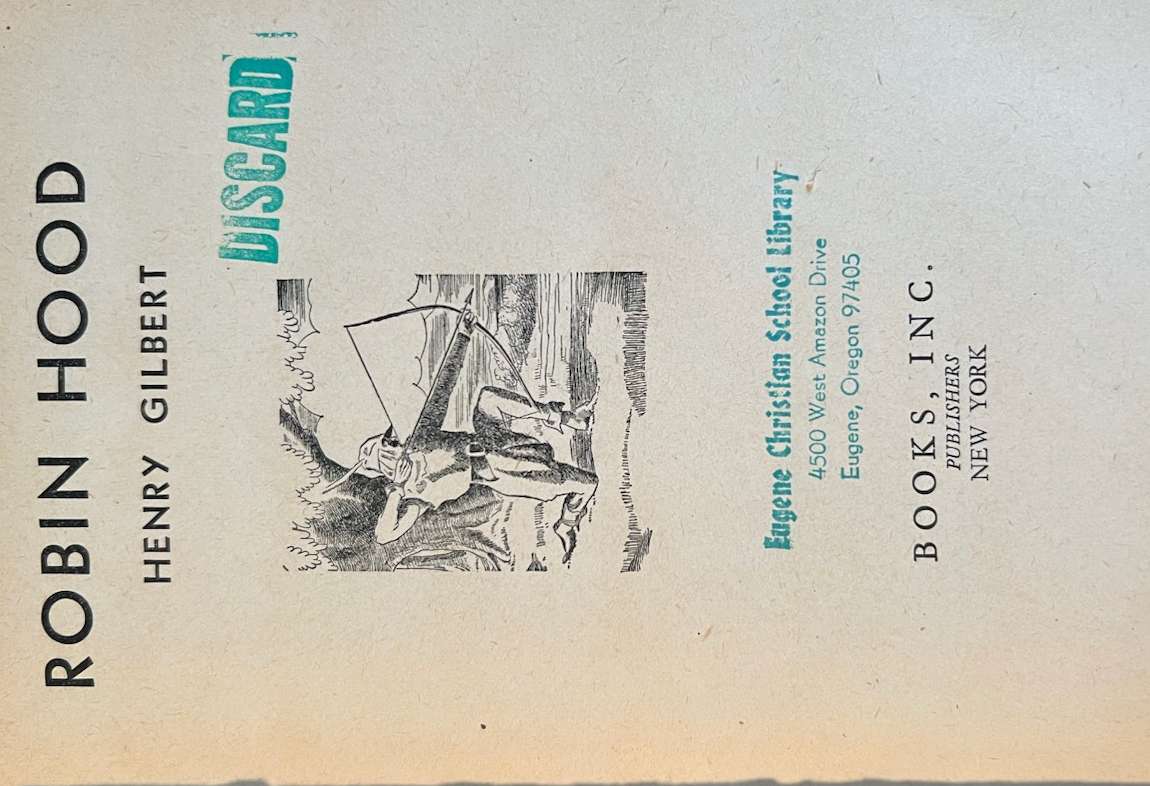 ROBIN HOOD
HENRY GILBERT
DISCARD
Eugene Christian School Library
4500 West Amazon Drive
Eugene, Oregon 97405
BOOKS, INC.
PUBLISHERS
NEW YORK